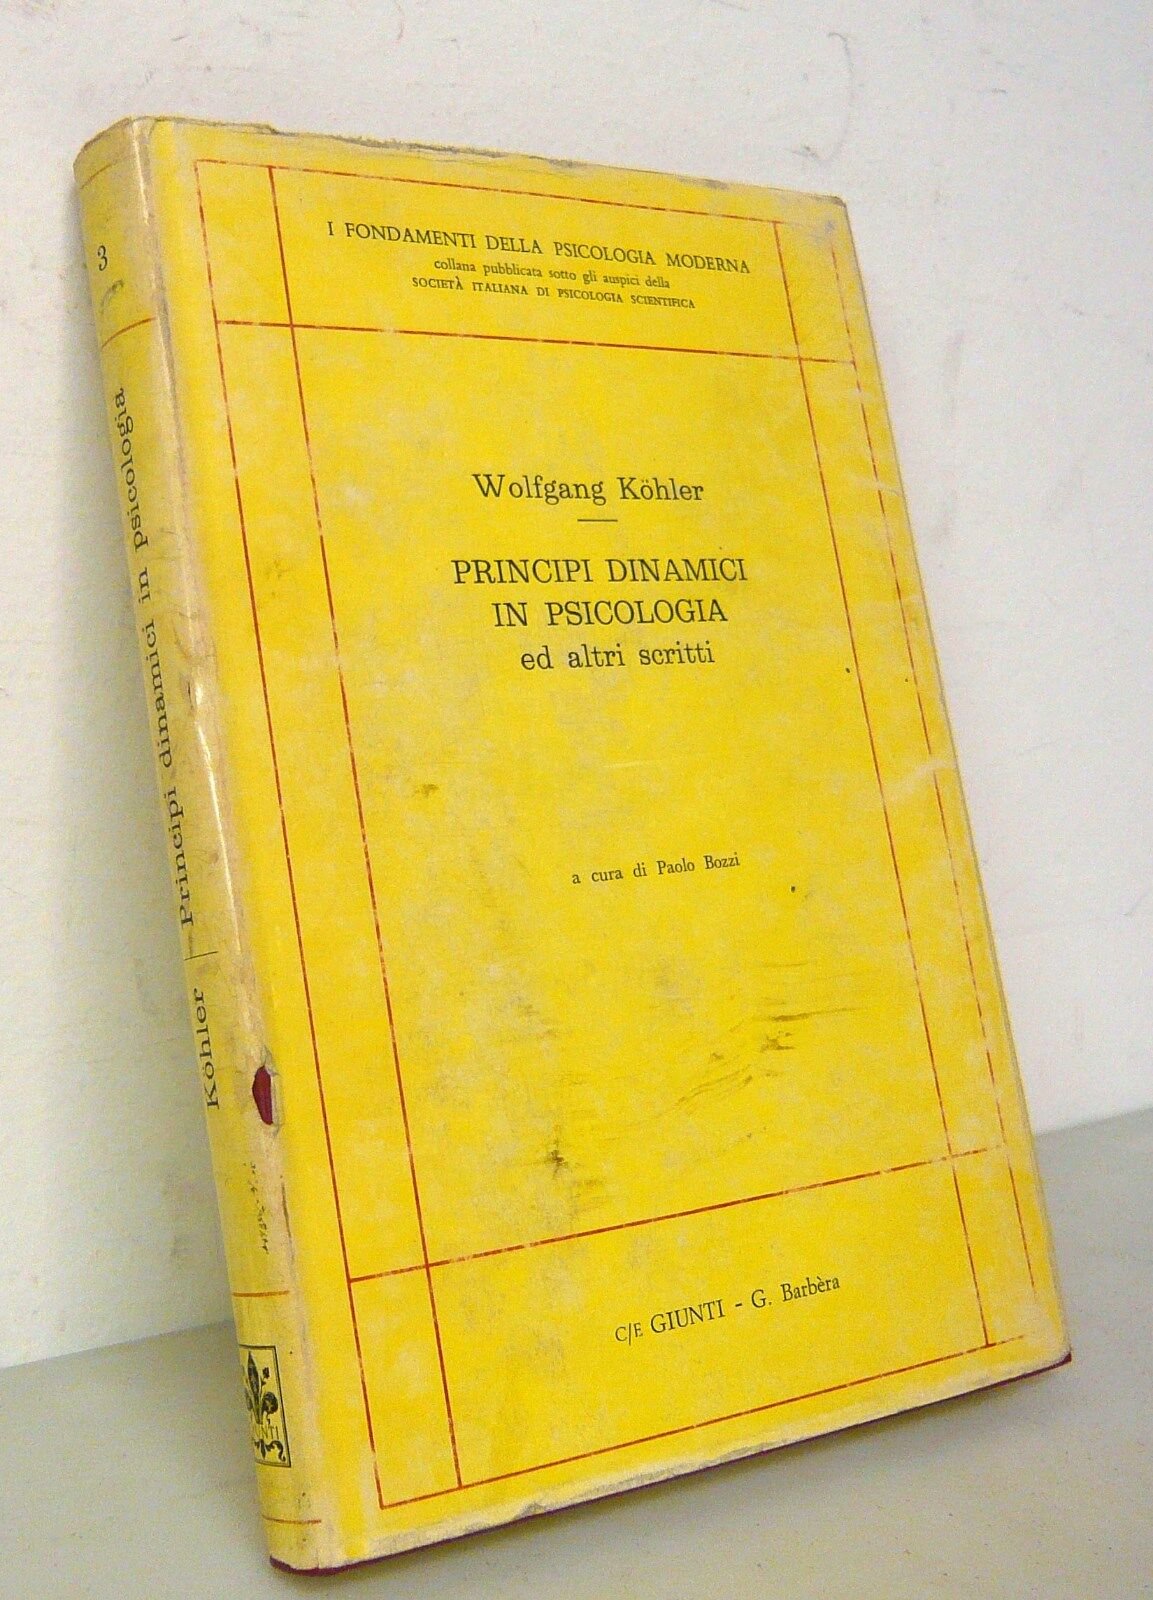 I FONDAMENTI DELLA PSICOLOGIA MODERNA
collana pubblicata sotto gli auspici della
SOCIETÀ ITALIANA DI PSICOLOGIA SCIENTIFICA
Wolfgang Köhler
PRINCIPI DINAMICI
IN PSICOLOGIA
ed altri scritti
a cura di Paolo Bozzi
C/E GIUNTI - G. Barbèra
3
Köhler | Principi dinamici in psicologia